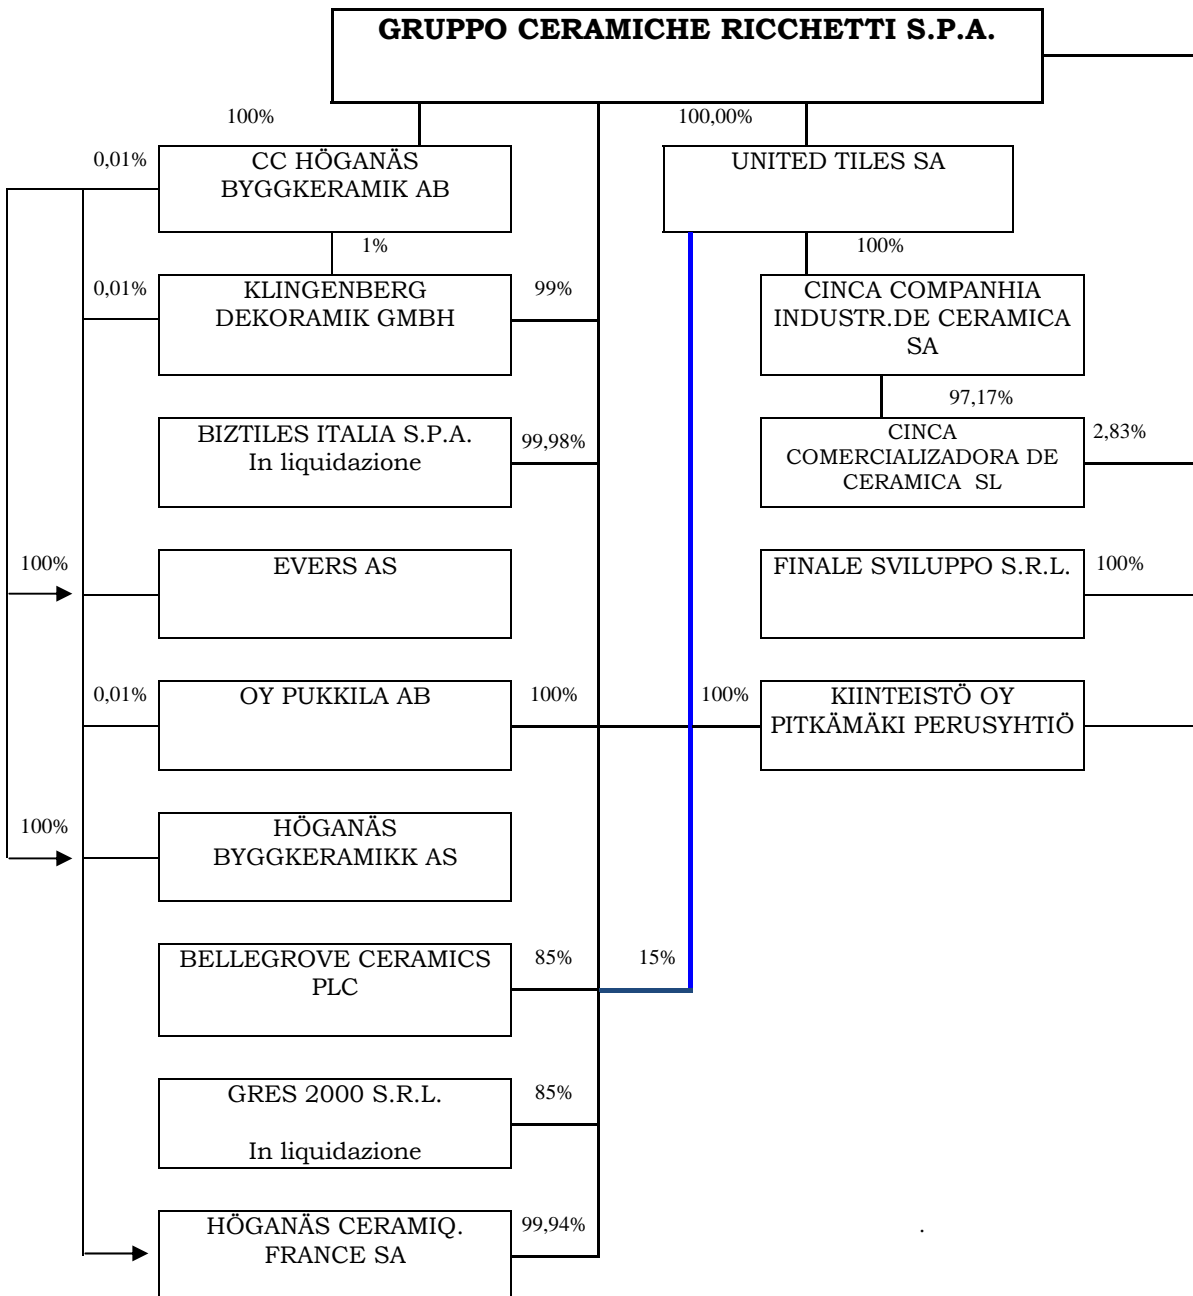 GRUPPO CERAMICHE RICCHETTI S.P.A.
100%
100,00%
0,01%
CC HÖGANÄS
BYGGKERAMIK AB
UNITED TILES SA
1%
100%
0,01%
KLINGENBERG
DEKORAMIK GMBH
99%
CINCA COMPANHIA
INDUSTR.DE CERAMICA
SA
97,17%
BIZTILES ITALIA S.P.A.
In liquidazione
99,98%
CINCA
COMERCIALIZADORA DE
CERAMICA SL
2,83%
100%
EVERS AS
FINALE SVILUPPO S.R.L.
100%
0,01%
OY PUKKILA AB
100%
100%
KIINTEISTÖ OY
PITKÄMÄKI PERUSYHTIÖ
100%
HÖGANÄS
BYGGKERAMIKK AS
BELLEGROVE CERAMICS
PLC
85%
15%
GRES 2000 S.R.L.
In liquidazione
85%
HÖGANÄS CERAMIQ.
FRANCE SA
99,94%
.